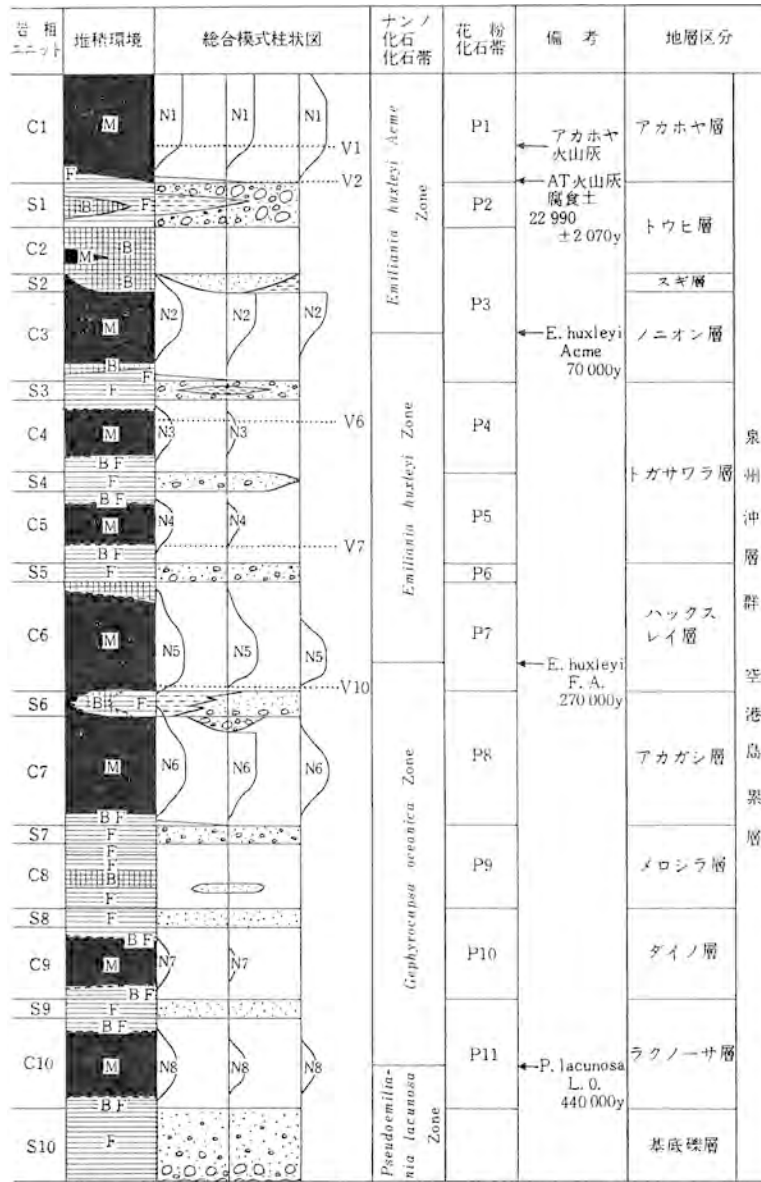 岩相ユニット
堆積環境
総合模式柱状図
ナンノ化石化石帯
花粉化石帯
備考
地層区分
C1
M
F
N1 N1 N1
V1
V2
P1
アカホヤ
火山灰
アカホヤ層
S1
B F
P2
AT火山灰
腐食土
22 990
±2 070y
トウヒ層
C2
B
M
B
S2
スギ層
Emiliania huxleyi Acme
Zone
C3
M
B
F
N2 N2 N2
P3
E. huxleyi
Acme
70 000y
ノニオン層
S3
F
C4
M
B F
N3 N3
V6
P4
S4
F
トガサワラ層
C5
B F
M
B F
N4 N4
V7
P5
S5
F
P6
Emiliania huxleyi Zone
C6
M
N5 N5 N5
V10
P7
ハックス
レイ層
E. huxleyi
F. A.
270 000y
S6
B F
C7
M
B F
N6 N6 N6
P8
アカガシ層
S7
F
C8
F
F
B
F
P9
メロシラ層
S8
F
C9
B F
M
B F
N7 N7
P10
ダイノ層
S9
F
Gephyrocapsa oceanica Zone
C10
B F
M
B F
N8 N8 N8
P11
P. lacunosa
L. O.
440 000y
ラクノーサ層
S10
F
Pseudoemilia-
nia lacunosa
Zone
基底礫層
泉州沖層群 空港島累層